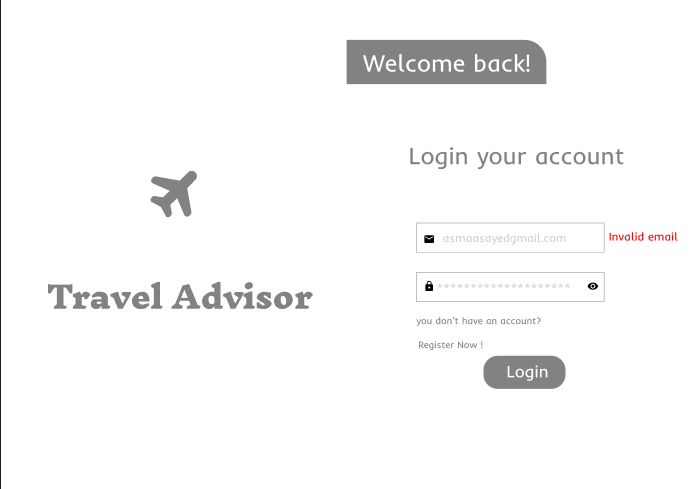 Welcome back!
Login your account
asmaasayedgmail.com
Invalid email
********************
Travel Advisor
you don't have an account?
Register Now !
Login